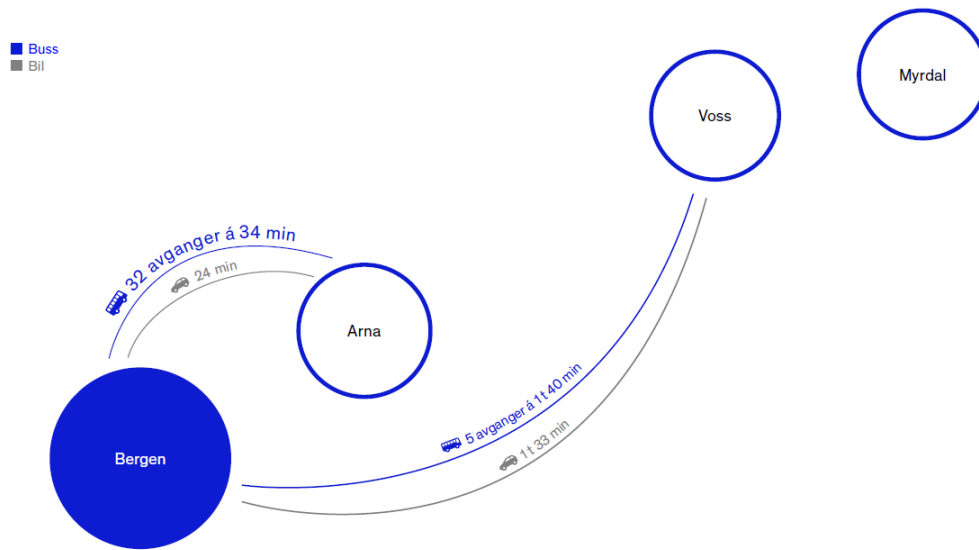 Buss
Bil
Myrdal
Voss
32 avganger á 34 min
24 min
Arna
5 avganger á 1 t 40 min
1 t 33 min
Bergen